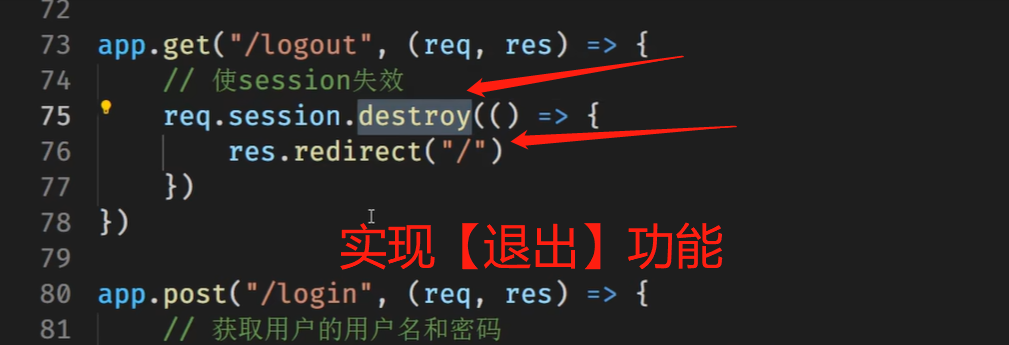 72
73 app.get("/logout", (req, res) => {
74 // 使session失效
75 req.session.destroy(() => {
76 res.redirect("/")
77 })
78 })
实现【退出】功能
79
80 app.post("/login", (req, res) => {
81 // 获取用户的用户名和密码